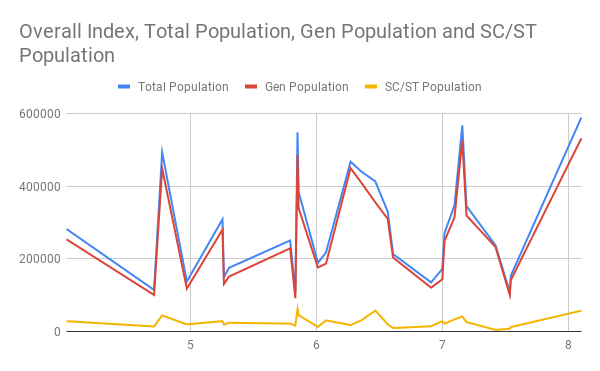 Overall Index, Total Population, Gen Population and SC/ST
Population
Total Population Gen Population SC/ST Population
600000
400000
200000
0
5 6 7 8